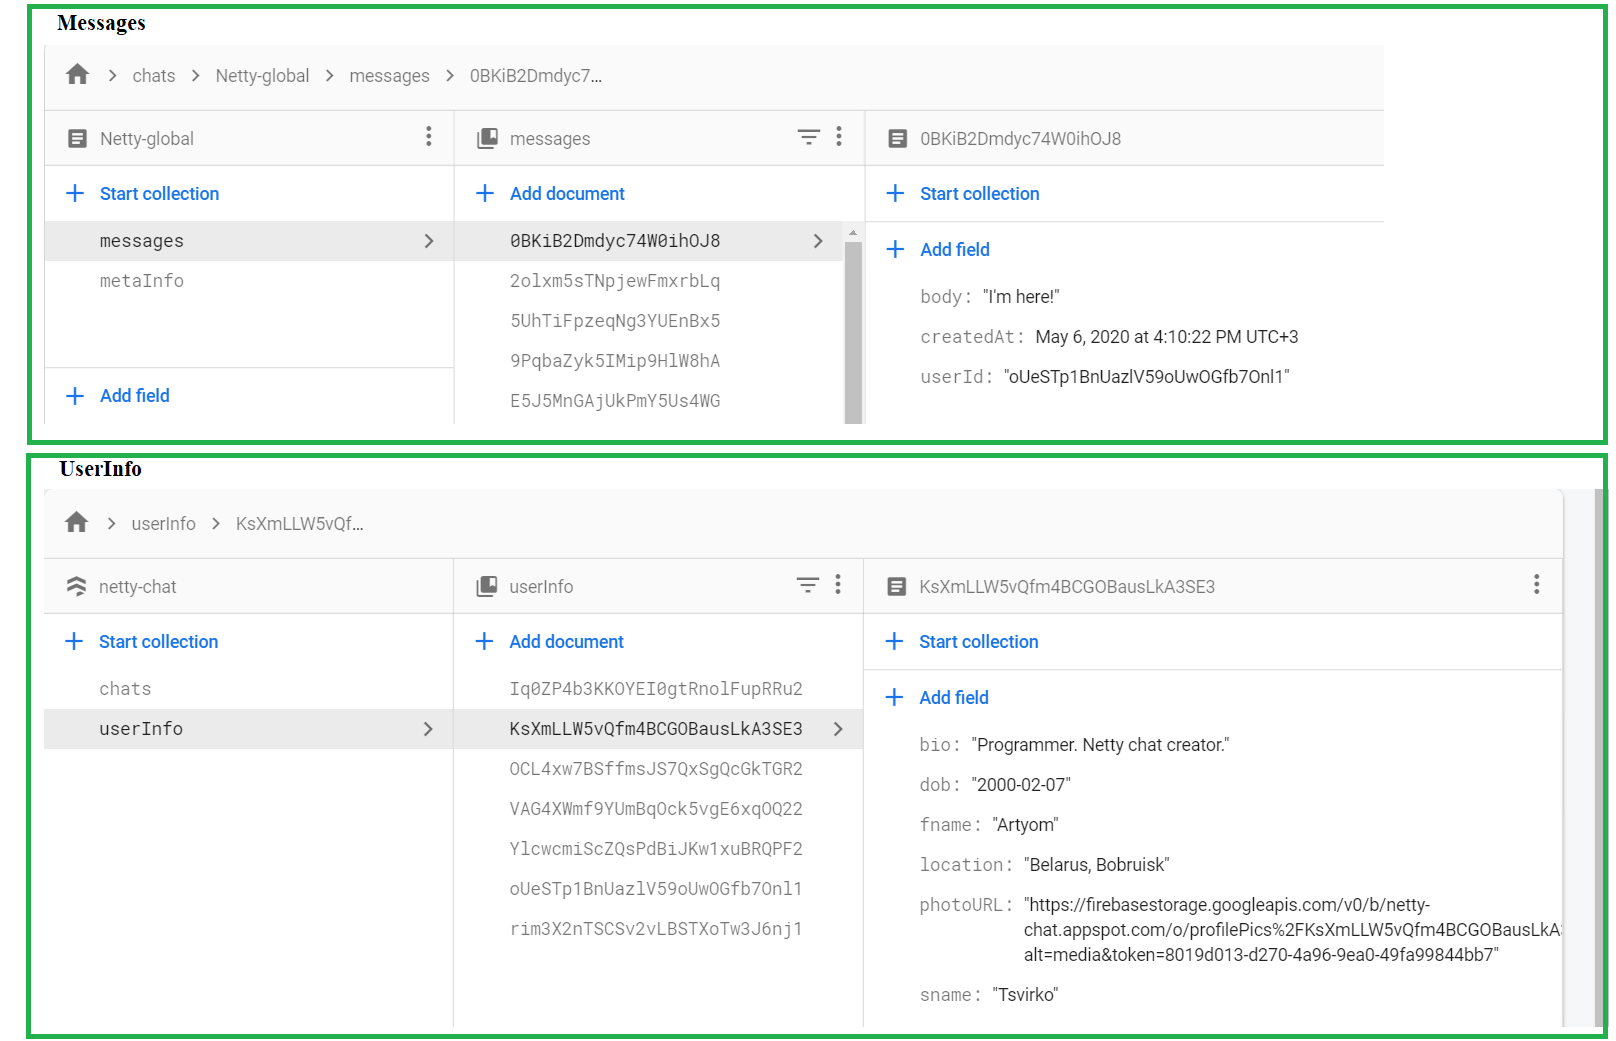 Messages
chats > Netty-global > messages > 0BKiB2Dmdyc7...
Netty-global
messages
0BKiB2Dmdyc74W0ihOJ8
+ Start collection
+ Add document
+ Start collection
messages
metaInfo
0BKiB2Dmdyc74W0ihOJ8
2olxm5sTNpjewFmxrbLq
5UhTiFpzeqNg3YUEnBx5
9PqbaZyk5IMip9HlW8hA
E5J5MnGAjUkPmY5Us4WG
+ Add field
+ Add field
body: "I'm here!"
createdAt: May 6, 2020 at 4:10:22 PM UTC+3
userId: "oUeSTp1BnUazlV59oUwOGfb7Onl1"
UserInfo
userInfo > KsXmLLW5vQf...
netty-chat
userInfo
KsXmLLW5vQfm4BCGOBausLkA3SE3
+ Start collection
+ Add document
+ Start collection
chats
userInfo
Iq0ZP4b3KKOYEI0gtRnolFupRRu2
KsXmLLW5vQfm4BCGOBausLkA3SE3
OCL4xw7BSffmsJS7QxSgQcGkTGR2
VAG4XWmf9YUmBqOck5vgE6xqOQ22
YlcwcmiScZQsPdBiJKw1xuBRQPF2
oUeSTp1BnUazlV59oUwOGfb7Onl1
rim3X2nTSCSv2vLBSTXoTw3J6nj1
+ Add field
bio: "Programmer. Netty chat creator."
dob: "2000-02-07"
fname: "Artyom"
location: "Belarus, Bobruisk"
photoURL: "https://firebasestorage.googleapis.com/v0/b/netty-
chat.appspot.com/o/profilePics%2FKsXmLLW5vQfm4BCGOBausLkA
alt=media&token=8019d013-d270-4a96-9ea0-49fa99844bb7"
sname: "Tsvirko"